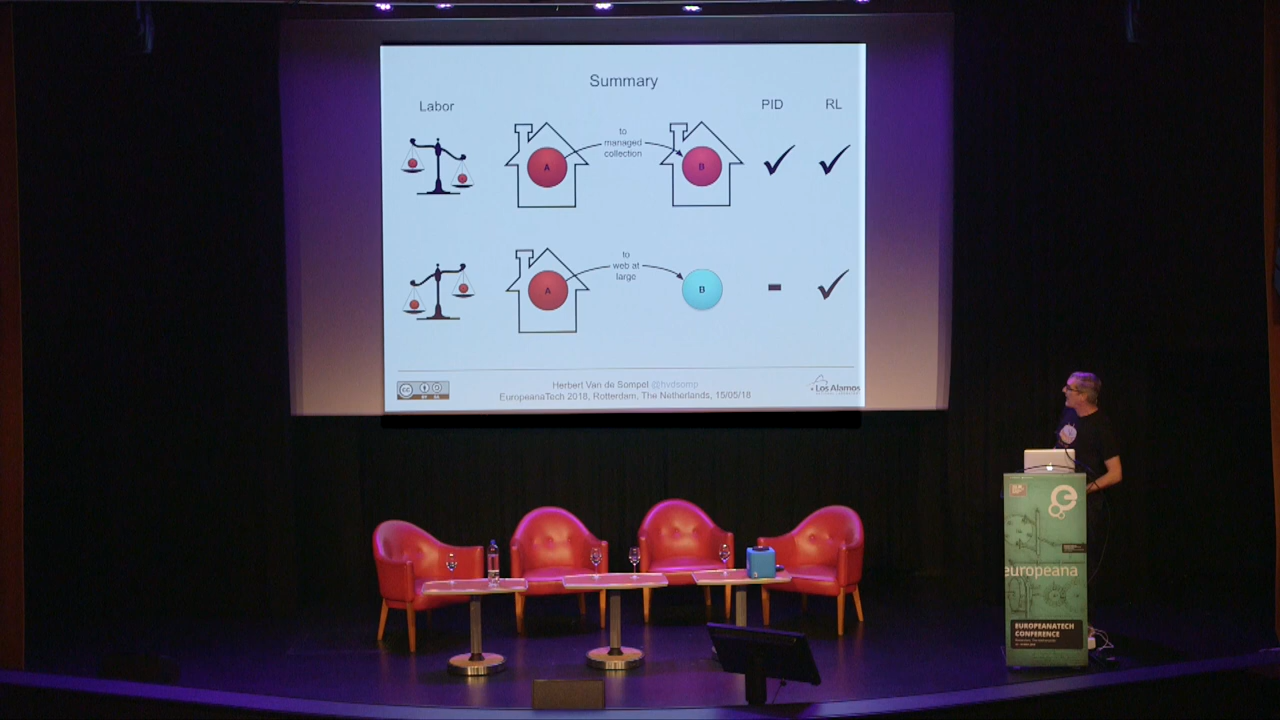 Summary
Labor
PID
RL
to
managed
collection
A
B
to
web at
large
A
B
Herbert Van de Sompel @hvdsomp
EuropeanaTech 2018, Rotterdam, The Netherlands, 15/05/18
Los Alamos
europeana
EUROPEANATECH
CONFERENCE